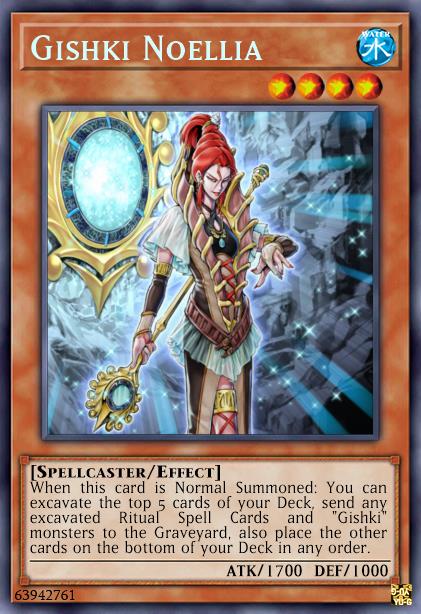 Gishki Noellia
WATER
水
[Spellcaster/Effect]
When this card is Normal Summoned: You can
excavate the top 5 cards of your Deck, send any
excavated Ritual Spell Cards and "Gishki"
monsters to the Graveyard, also place the other
cards on the bottom of your Deck in any order.
ATK/1700 DEF/1000
63942761